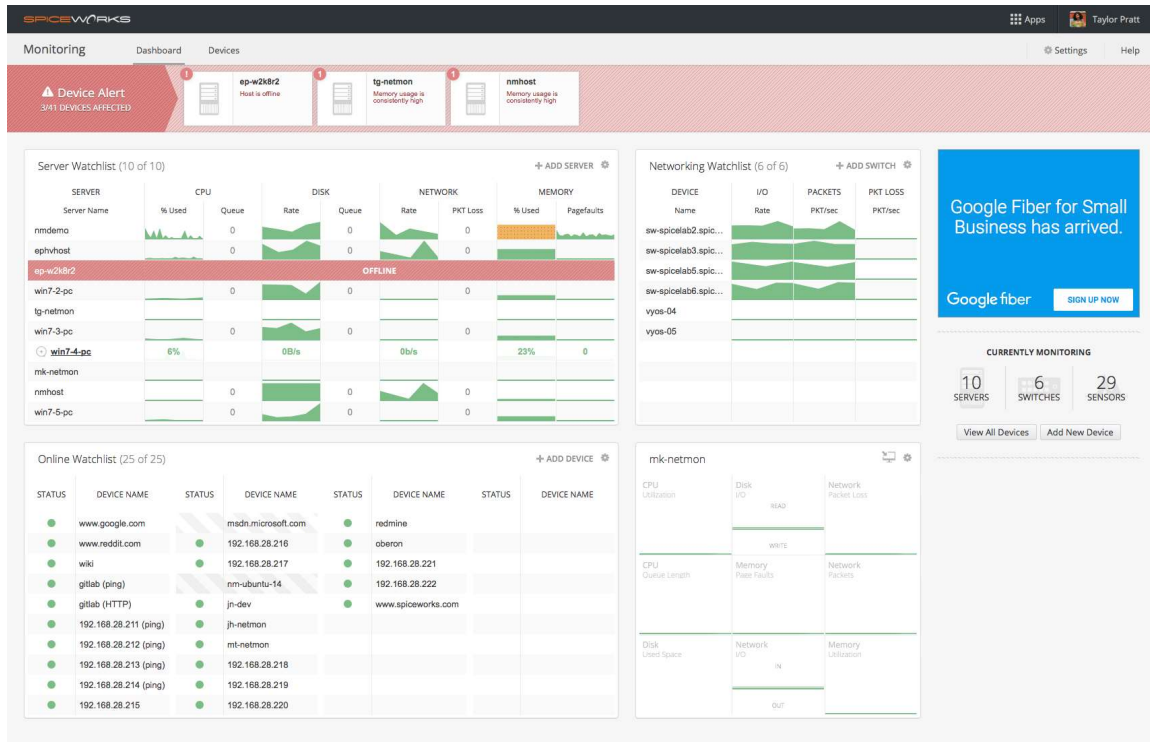 SPICEWORKS
Apps
Taylor Pratt
Monitoring
Dashboard
Devices
Settings
Help
Device Alert
3/41 DEVICES AFFECTED
! ep-w2k8r2
Host is offline
1 tg-netmon
Memory usage is
consistently high
1 nmhost
Memory usage is
consistently high
Server Watchlist (10 of 10)
+ ADD SERVER
SERVER CPU DISK NETWORK MEMORY
Server Name % Used Queue Rate Queue Rate PKT Loss % Used Pagefaults
nmdemo 0 0 0
ephvhost 0 0 0
ep-w2k8r2 OFFLINE
win7-2-pc 0 0 0
tg-netmon
win7-3-pc 0 0 0
win7-4-pc 6% 0B/s 0b/s 23% 0
mk-netmon
nmhost 0 0 0
win7-5-pc 0 0 0
Networking Watchlist (6 of 6)
+ ADD SWITCH
DEVICE I/O PACKETS PKT LOSS
Name Rate PKT/sec PKT/sec
sw-spicelab2.spic...
sw-spicelab3.spic...
sw-spicelab5.spic...
sw-spicelab6.spic...
vyos-04
vyos-05
Google Fiber for Small
Business has arrived.
Google fiber
SIGN UP NOW
CURRENTLY MONITORING
10 6 29
SERVERS SWITCHES SENSORS
View All Devices
Add New Device
Online Watchlist (25 of 25)
+ ADD DEVICE
STATUS DEVICE NAME STATUS DEVICE NAME STATUS DEVICE NAME STATUS DEVICE NAME
www.google.com msdn.microsoft.com redmine
www.reddit.com 192.168.28.216 oberon
wiki 192.168.28.217 192.168.28.221
gitlab (ping) nm-ubuntu-14 192.168.28.222
gitlab (HTTP) jn-dev www.spiceworks.com
192.168.28.211 (ping) jh-netmon
192.168.28.212 (ping) mt-netmon
192.168.28.213 (ping) 192.168.28.218
192.168.28.214 (ping) 192.168.28.219
192.168.28.215 192.168.28.220
mk-netmon
CPU Disk Network
Utilization I/O Packet Loss
READ
WRITE
CPU Memory Network
Queue Length Page Faults Packets
Disk Network Memory
Used Space I/O Utilization
IN
OUT